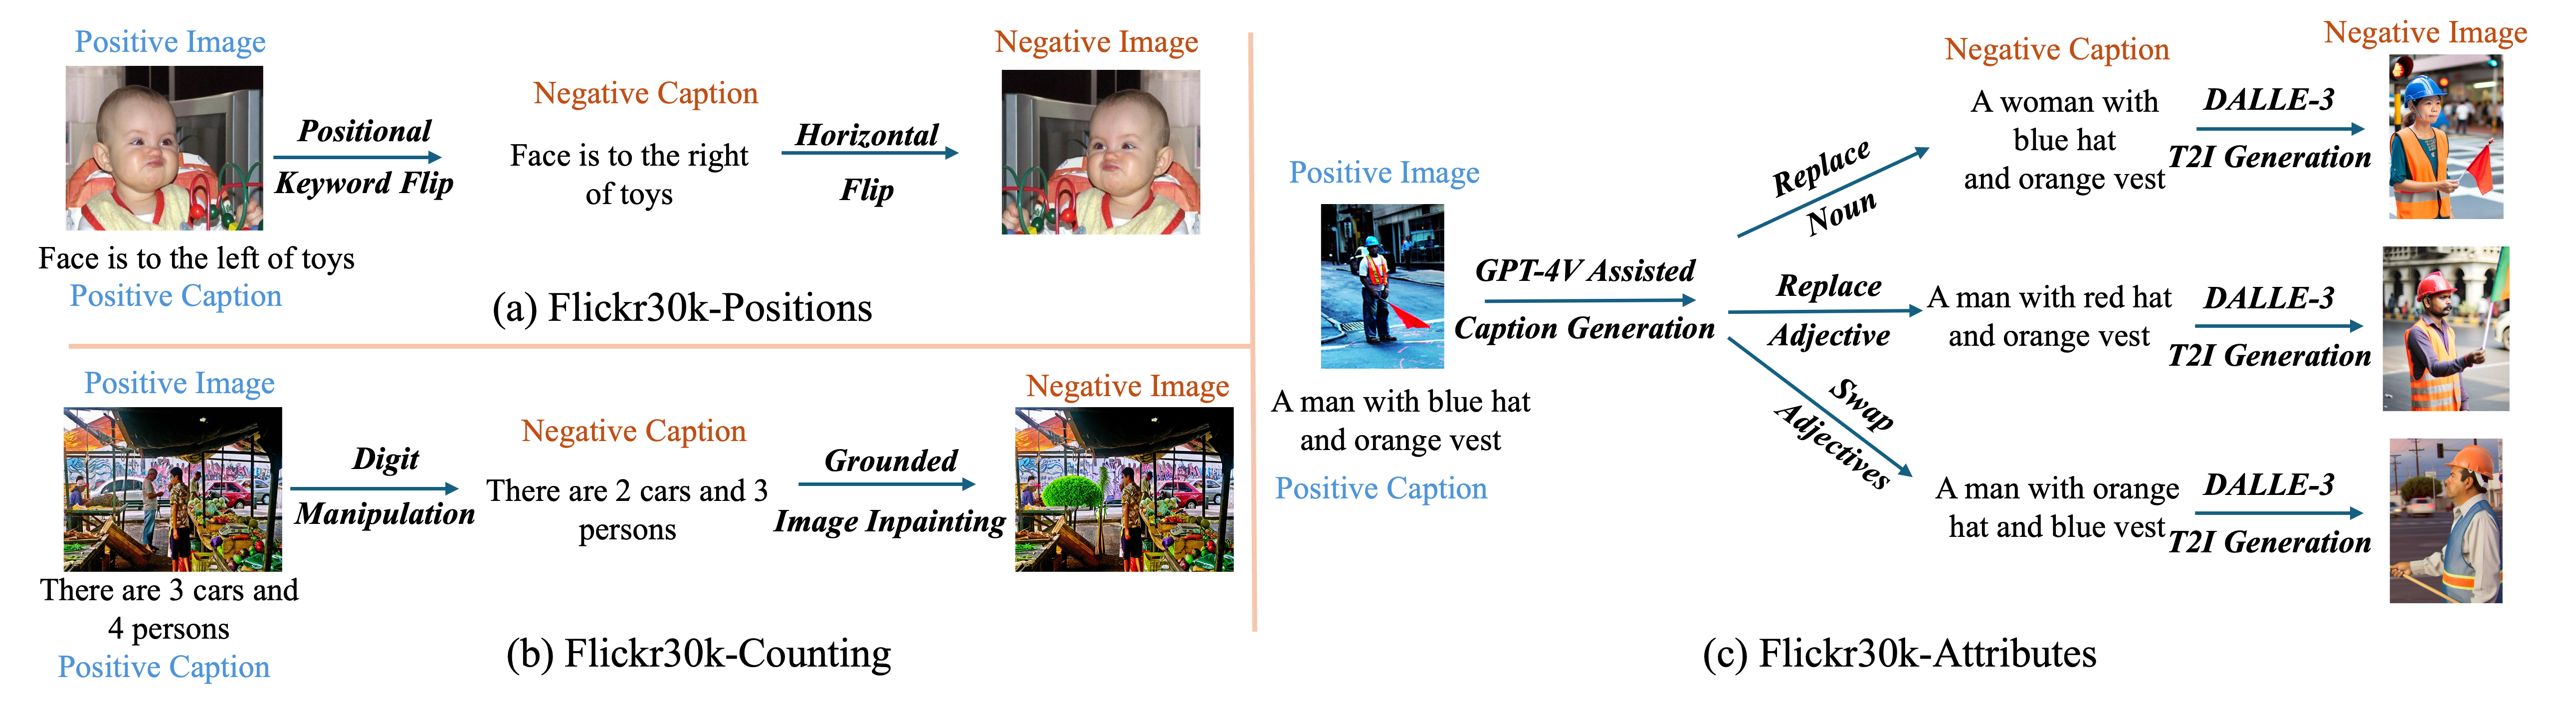 Positive Image
Positional
Keyword Flip
Face is to the left of toys
Positive Caption
Negative Caption
Face is to the right
of toys
Horizontal
Flip
Negative Image
(a) Flickr30k-Positions
Positive Image
Digit
Manipulation
There are 3 cars and
4 persons
Positive Caption
Negative Caption
There are 2 cars and 3
persons
Grounded
Image Inpainting
Negative Image
(b) Flickr30k-Counting
Positive Image
A man with blue hat
and orange vest
Positive Caption
GPT-4V Assisted
Caption Generation
Replace
Noun
Negative Caption
A woman with
blue hat
and orange vest
DALLE-3
T2I Generation
Negative Image
Replace
Adjective
A man with red hat
and orange vest
DALLE-3
T2I Generation
Swap
Adjectives
A man with orange
hat and blue vest
DALLE-3
T2I Generation
(c) Flickr30k-Attributes